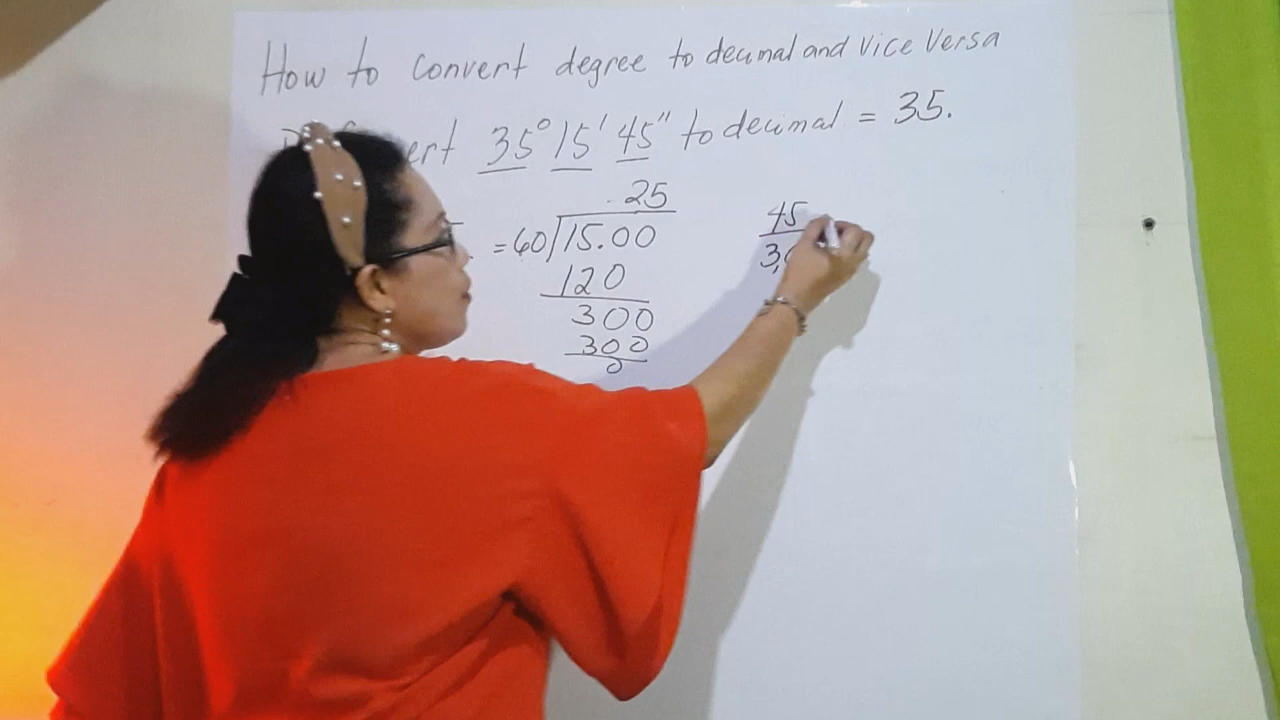 How to convert degree to decimal and Vice Versa
35° 15' 45" to decimal = 35.
.25
= 60 15.00
120
300
300
0
45
3,